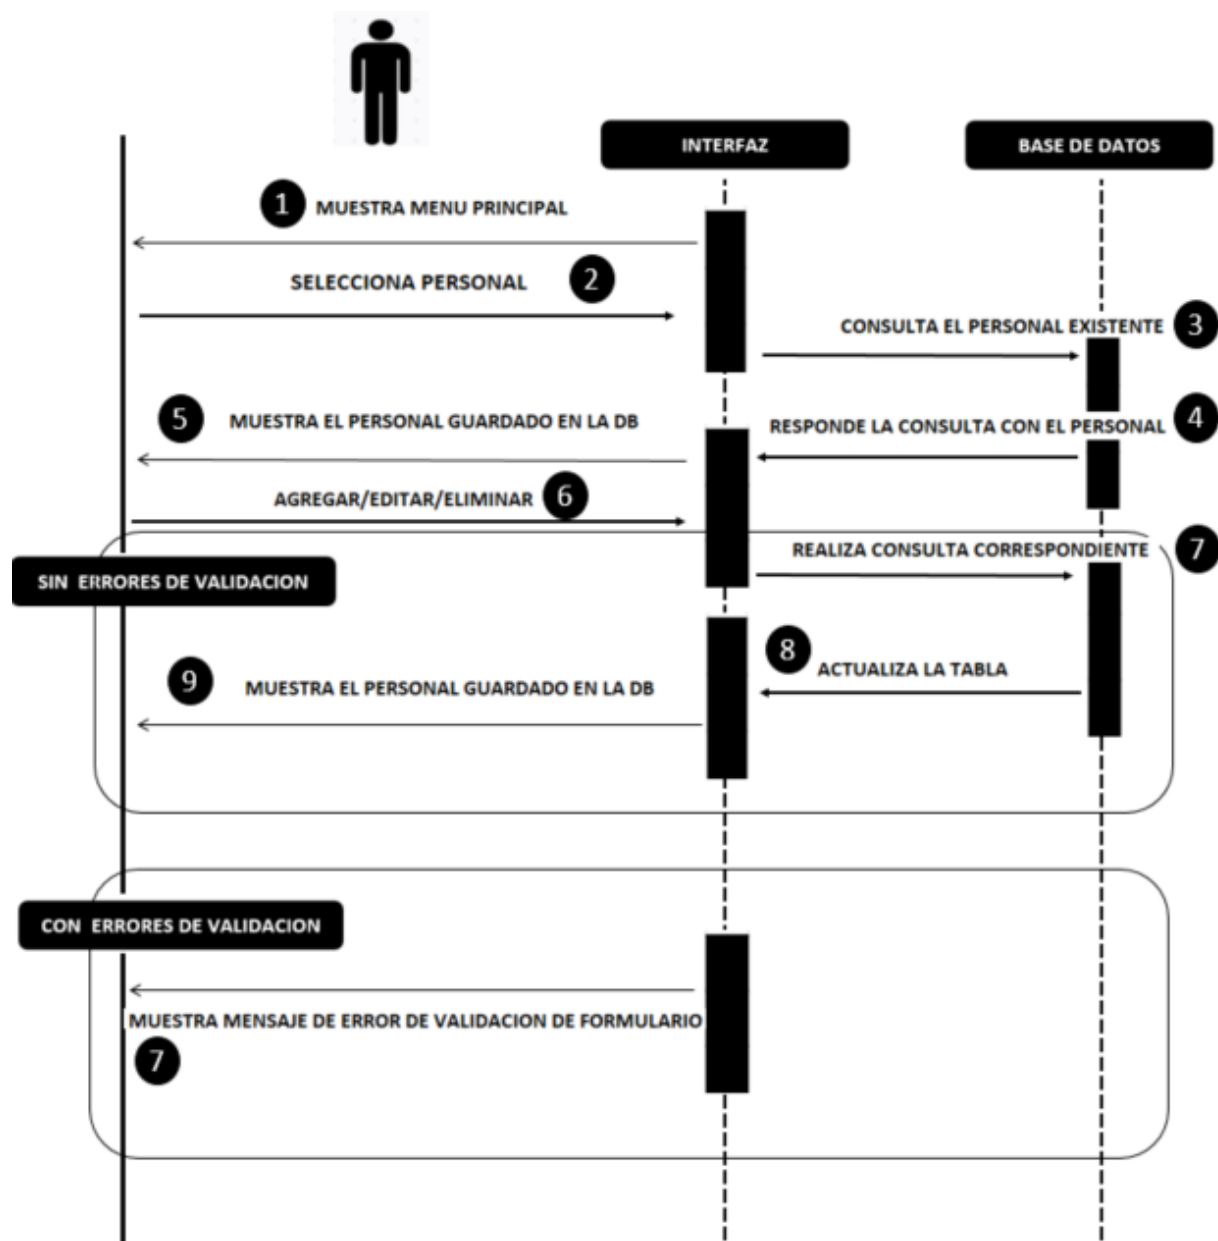 INTERFAZ
BASE DE DATOS
1 MUESTRA MENU PRINCIPAL
SELECCIONA PERSONAL 2
CONSULTA EL PERSONAL EXISTENTE 3
5 MUESTRA EL PERSONAL GUARDADO EN LA DB
RESPONDE LA CONSULTA CON EL PERSONAL 4
AGREGAR/EDITAR/ELIMINAR 6
REALIZA CONSULTA CORRESPONDIENTE 7
SIN ERRORES DE VALIDACION
8 ACTUALIZA LA TABLA
9 MUESTRA EL PERSONAL GUARDADO EN LA DB
CON ERRORES DE VALIDACION
MUESTRA MENSAJE DE ERROR DE VALIDACION DE FORMULARIO
7